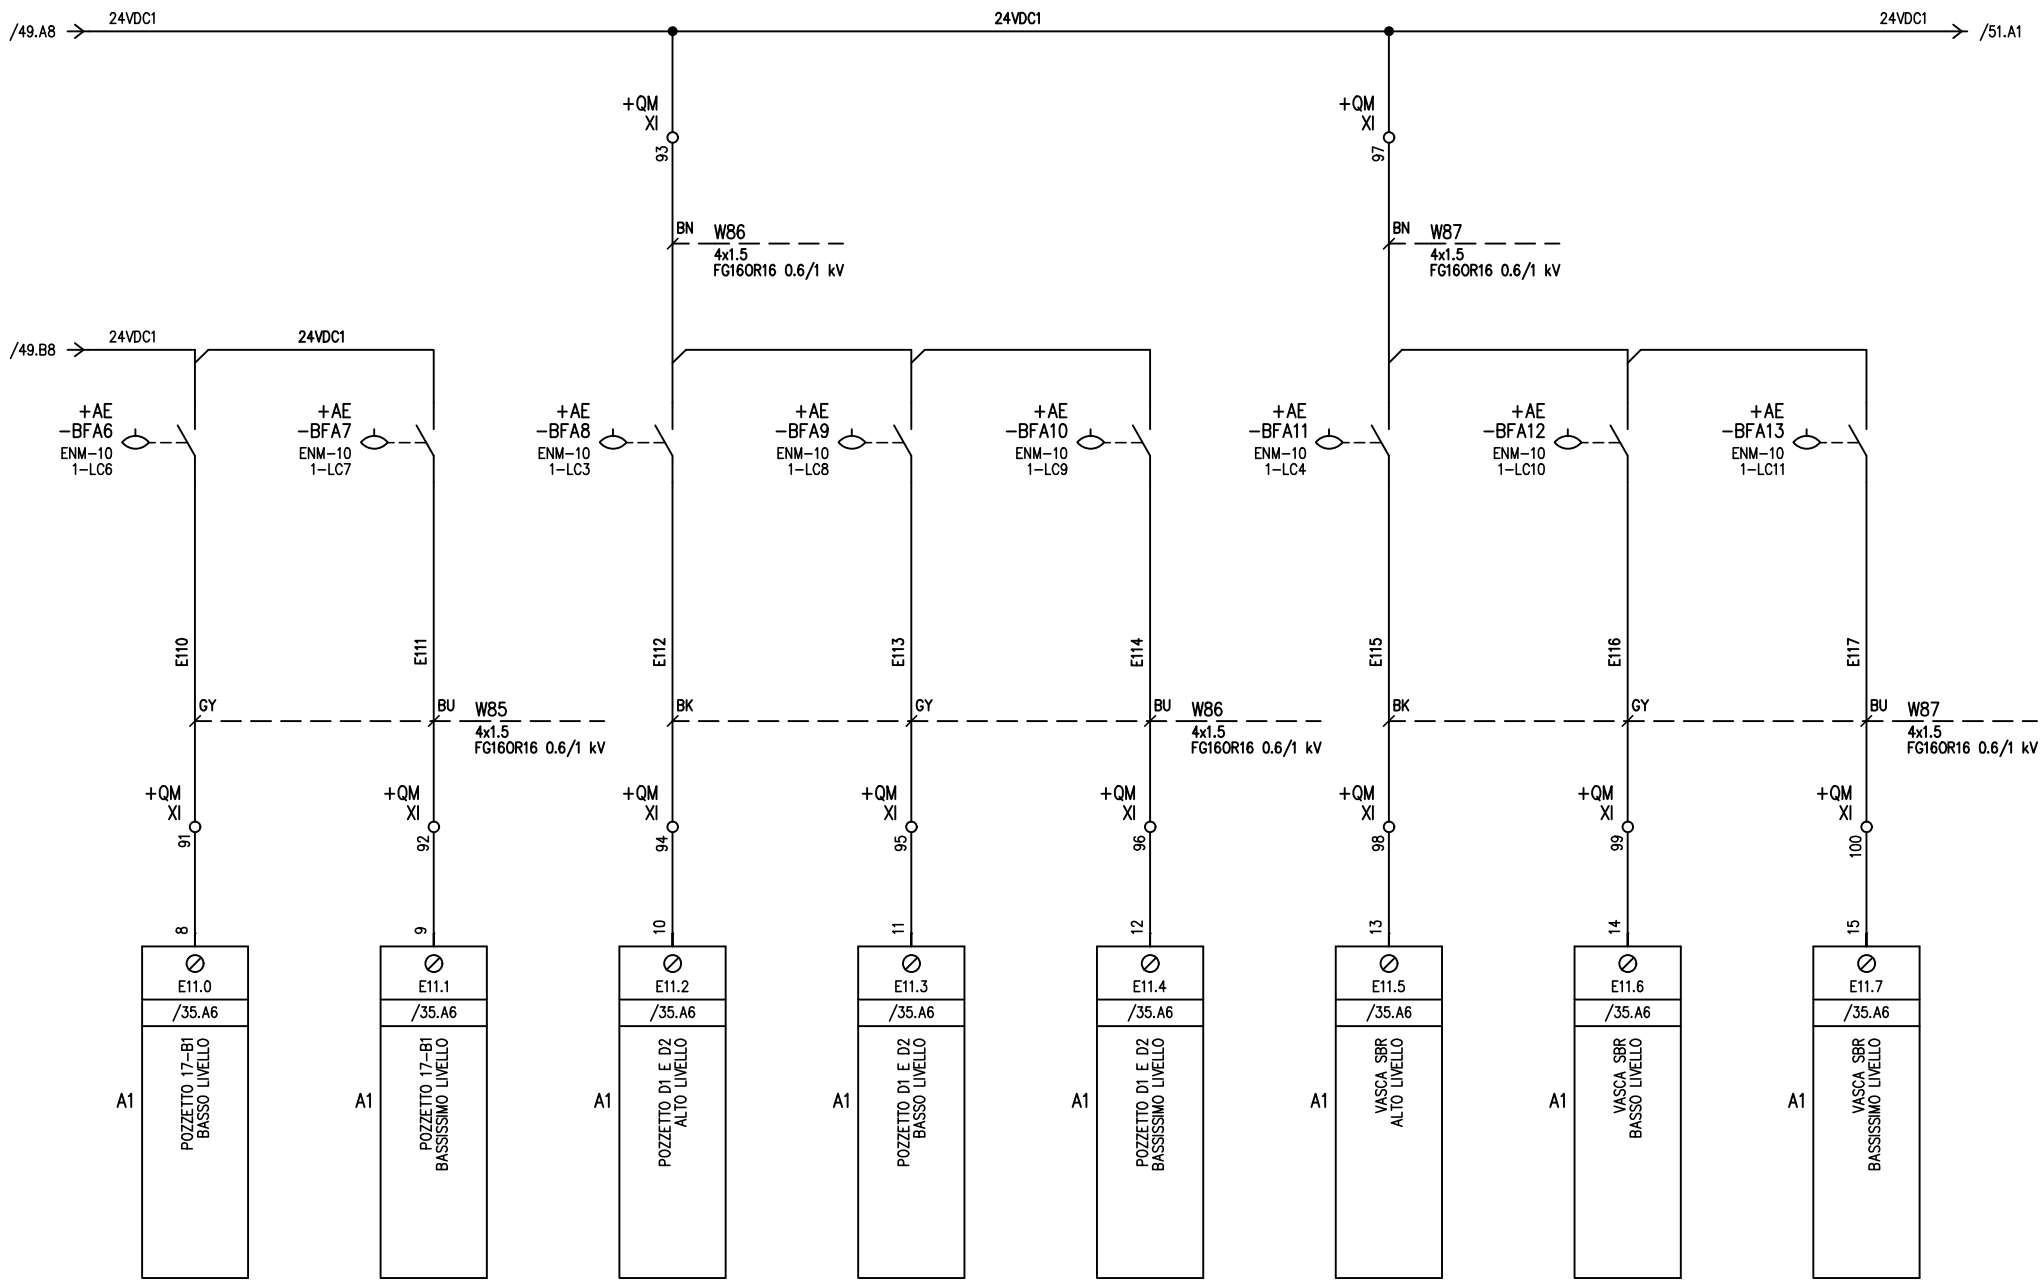 24VDC1
24VDC1
24VDC1
/49.A8
/51.A1
+QM
XI
93
+QM
XI
97
BN
W86
4x1.5
FG16OR16 0.6/1 kV
BN
W87
4x1.5
FG16OR16 0.6/1 kV
/49.B8
24VDC1
24VDC1
+AE
-BFA6
ENM-10
1-LC6
+AE
-BFA7
ENM-10
1-LC7
+AE
-BFA8
ENM-10
1-LC3
+AE
-BFA9
ENM-10
1-LC8
+AE
-BFA10
ENM-10
1-LC9
+AE
-BFA11
ENM-10
1-LC4
+AE
-BFA12
ENM-10
1-LC10
+AE
-BFA13
ENM-10
1-LC11
E110
E111
E112
E113
E114
E115
E116
E117
GY
BU
W85
4x1.5
FG16OR16 0.6/1 kV
BK
GY
BU
W86
4x1.5
FG16OR16 0.6/1 kV
BK
GY
BU
W87
4x1.5
FG16OR16 0.6/1 kV
+QM
XI
91
+QM
XI
92
+QM
XI
94
+QM
XI
95
+QM
XI
96
+QM
XI
98
+QM
XI
99
+QM
XI
100
8
9
10
11
12
13
14
15
E11.0
/35.A6
E11.1
/35.A6
E11.2
/35.A6
E11.3
/35.A6
E11.4
/35.A6
E11.5
/35.A6
E11.6
/35.A6
E11.7
/35.A6
A1
POZZETTO 17-B1
BASSO LIVELLO
A1
POZZETTO 17-B1
BASSISSIMO LIVELLO
A1
POZZETTO D1 E D2
ALTO LIVELLO
A1
POZZETTO D1 E D2
BASSO LIVELLO
A1
POZZETTO D1 E D2
BASSISSIMO LIVELLO
A1
VASCA SBR
ALTO LIVELLO
A1
VASCA SBR
BASSO LIVELLO
A1
VASCA SBR
BASSISSIMO LIVELLO